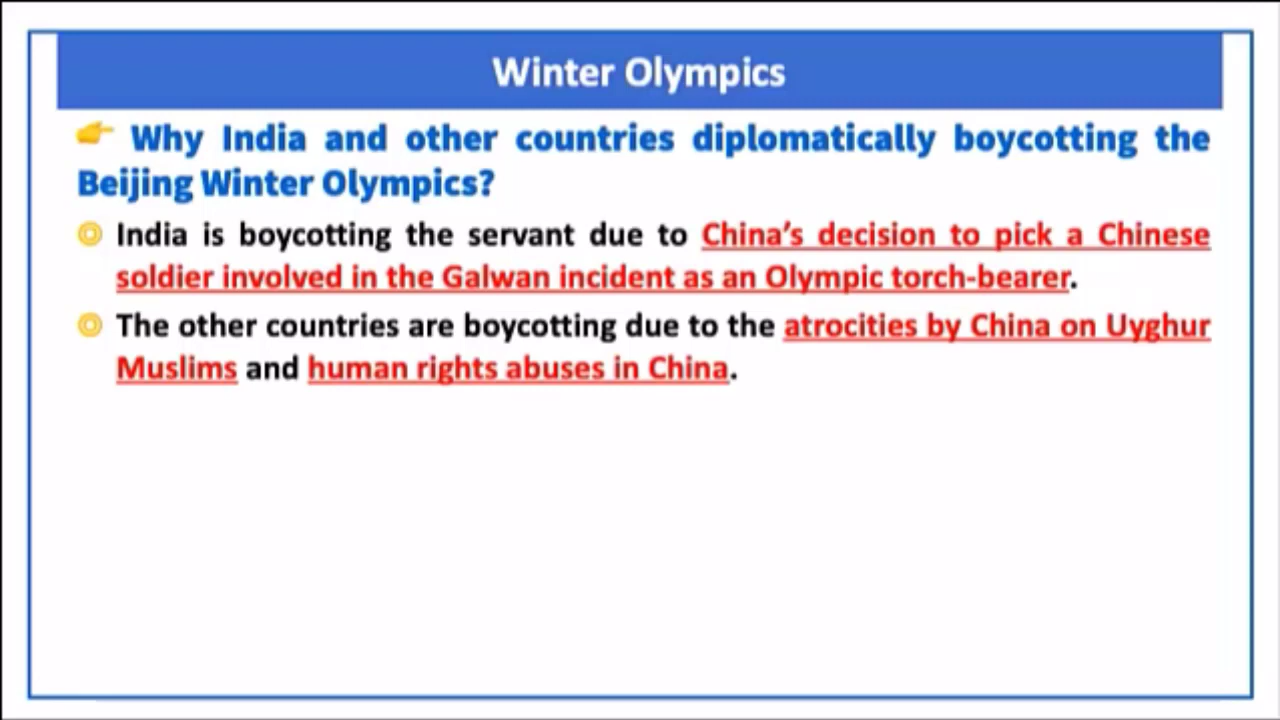 Winter Olympics
Why India and other countries diplomatically boycotting the
Beijing Winter Olympics?
India is boycotting the servant due to China's decision to pick a Chinese
soldier involved in the Galwan incident as an Olympic torch-bearer.
The other countries are boycotting due to the atrocities by China on Uyghur
Muslims and human rights abuses in China.